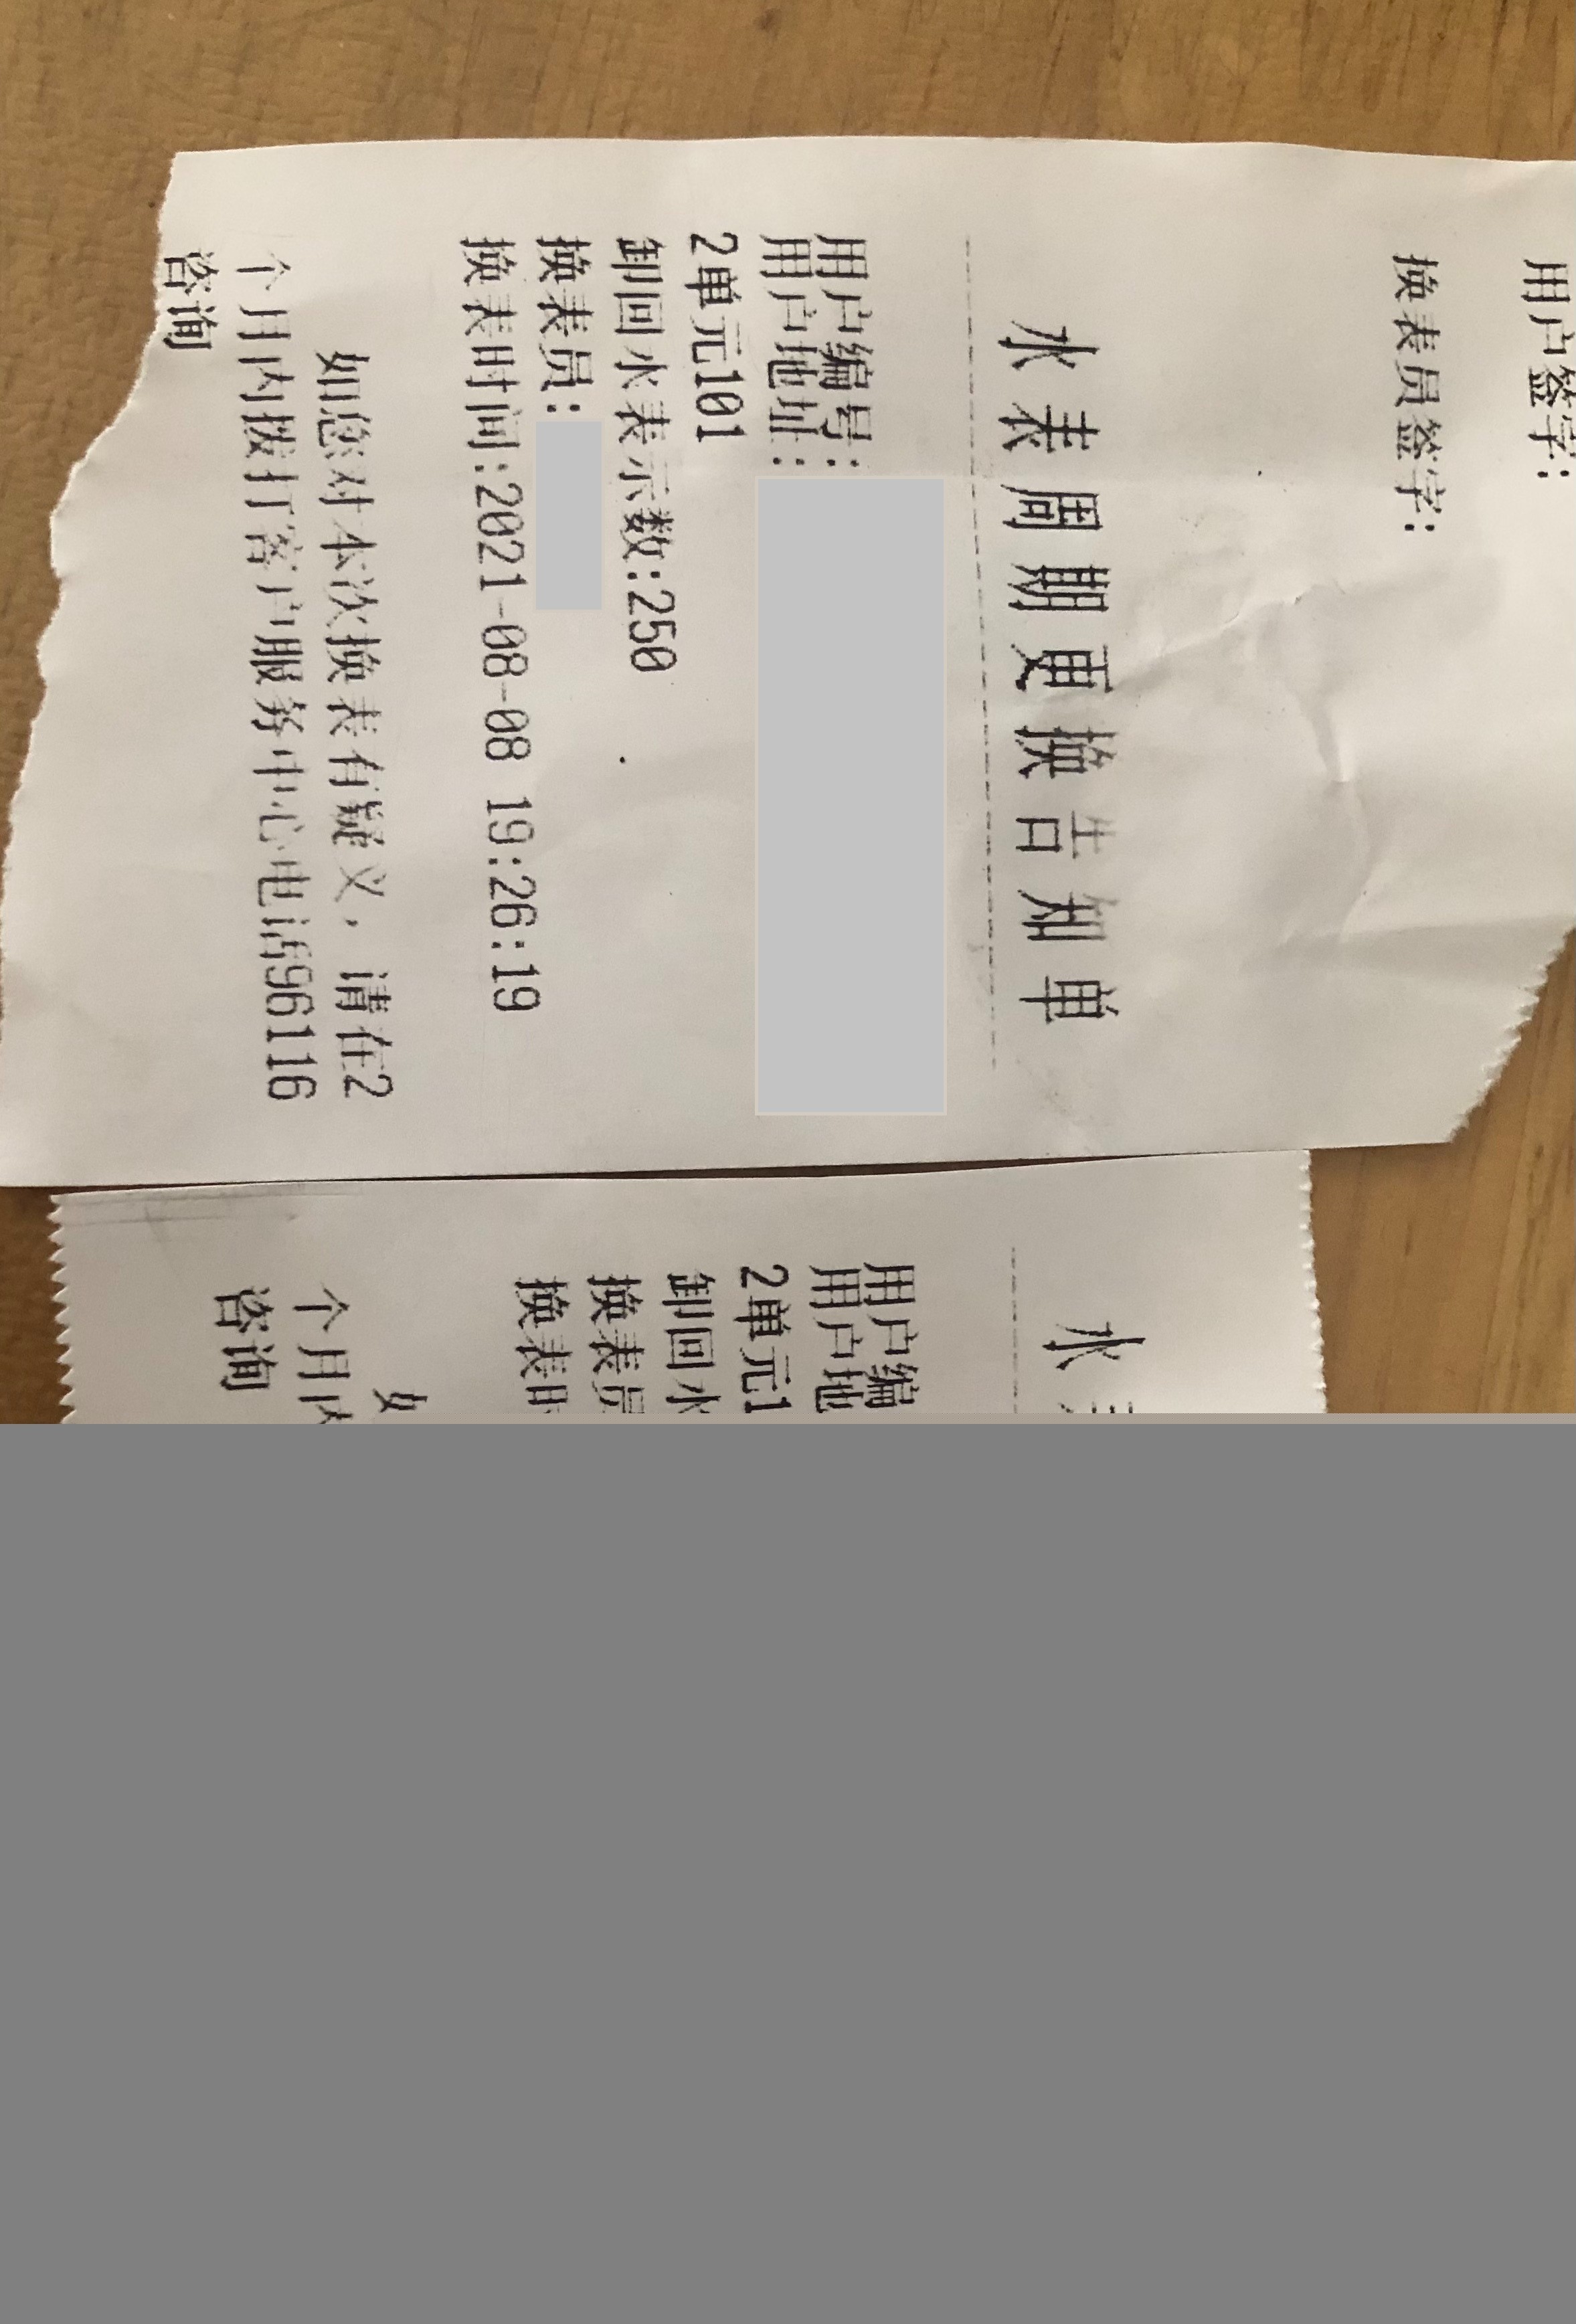 用户签字:
换表员签字:
水表周期更换告知单
用户编号:
用户地址:
2单元101
卸回水表示数:250
换表员:
换表时间:2021-08-08 19:26:19
如您对本次换表有疑义，请在2
个月内拨打客户服务中心电话96116
咨询
水
用户编
用户地
2单元1
卸回水
换表员
换表时
如
个月内
咨询